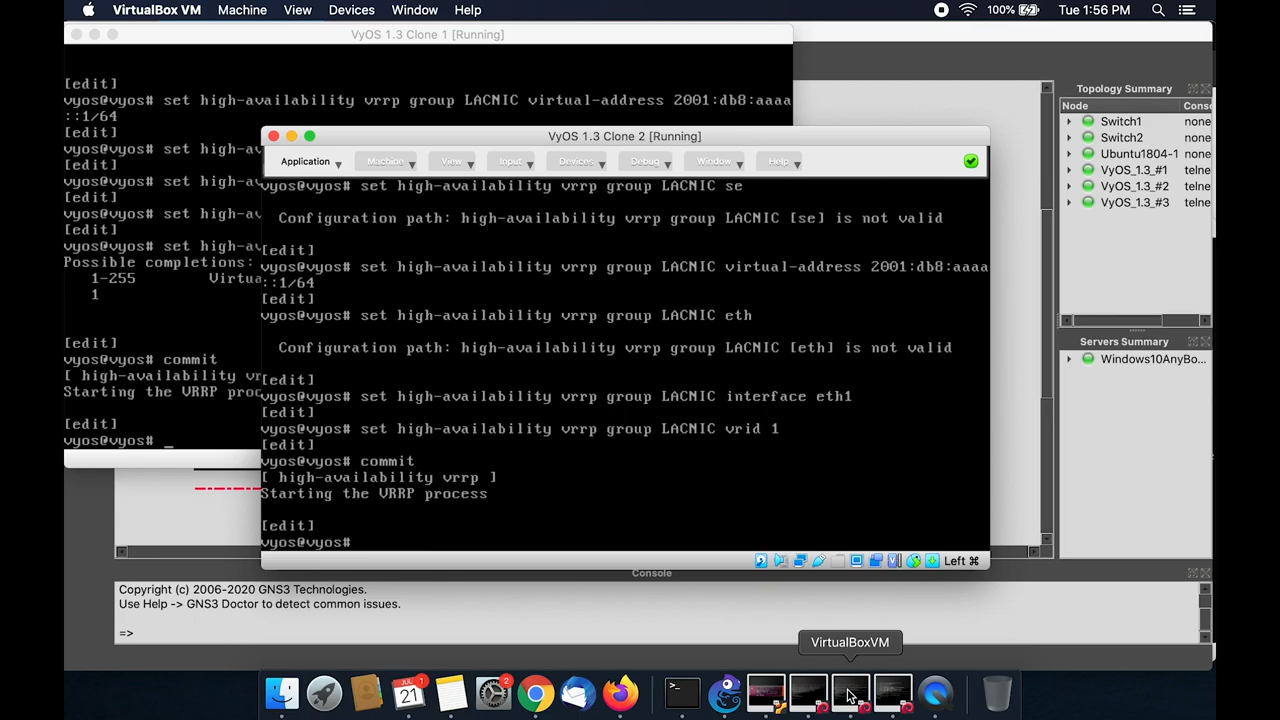 VirtualBox VM Machine View Devices Window Help 100% Tue 1:56 PM
VyOS 1.3 Clone 1 [Running]
[edit]
vyos@vyos# set high-availability vrrp group LACNIC virtual-address 2001:db8:aaaa
::1/64
[edit]
vyos@vyos# set high-a
[edit]
vyos@vyos# set high-a
[edit]
vyos@vyos# set high-a
[edit]
vyos@vyos# set high-a
Possible completions:
1-255 Virtua
1
[edit]
vyos@vyos# commit
[ high-availability vr
Starting the VRRP proc
[edit]
vyos@vyos# _
VyOS 1.3 Clone 2 [Running]
Application Machine View Input Devices Debug Window Help
vyos@vyos# set high-availability vrrp group LACNIC se
Configuration path: high-availability vrrp group LACNIC [se] is not valid
[edit]
vyos@vyos# set high-availability vrrp group LACNIC virtual-address 2001:db8:aaaa
::1/64
[edit]
vyos@vyos# set high-availability vrrp group LACNIC eth
Configuration path: high-availability vrrp group LACNIC [eth] is not valid
[edit]
vyos@vyos# set high-availability vrrp group LACNIC interface eth1
[edit]
vyos@vyos# set high-availability vrrp group LACNIC vrid 1
[edit]
vyos@vyos# commit
[ high-availability vrrp ]
Starting the VRRP process
[edit]
vyos@vyos#
Left ⌘
Topology Summary
Node Conso
Switch1 none
Switch2 none
Ubuntu1804-1 none
VyOS_1.3_#1 telne
VyOS_1.3_#2 telne
VyOS_1.3_#3 telne
Servers Summary
Windows10AnyBo...
Console
Copyright (c) 2006-2020 GNS3 Technologies.
Use Help -> GNS3 Doctor to detect common issues.
=>
VirtualBoxVM
JUL
21
1
2
>_